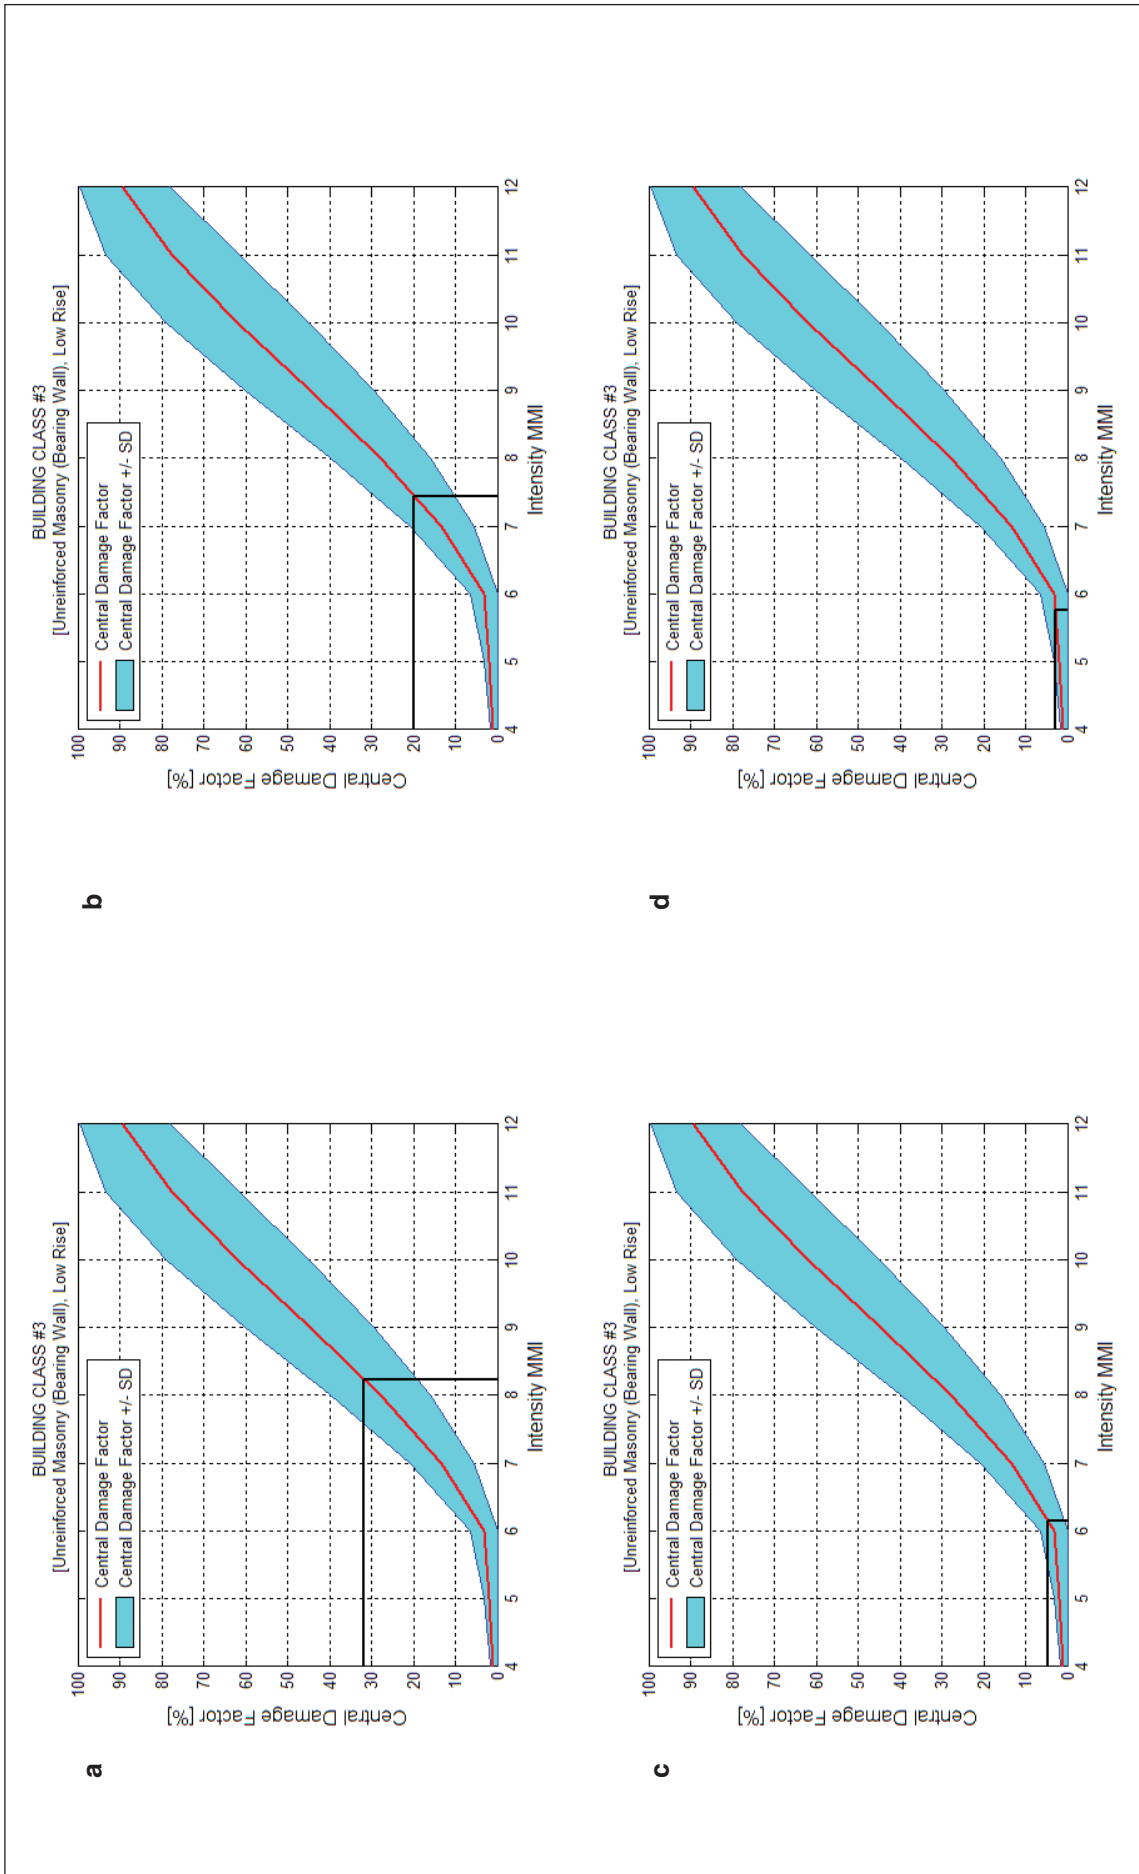 a
BUILDING CLASS #3
[Unreinforced Masonry (Bearing Wall), Low Rise]
Central Damage Factor
Central Damage Factor +/- SD
Central Damage Factor [%]
100
90
80
70
60
50
40
30
20
10
0
4 5 6 7 8 9 10 11 12
Intensity MMI
b
BUILDING CLASS #3
[Unreinforced Masonry (Bearing Wall), Low Rise]
Central Damage Factor
Central Damage Factor +/- SD
Central Damage Factor [%]
100
90
80
70
60
50
40
30
20
10
0
4 5 6 7 8 9 10 11 12
Intensity MMI
c
BUILDING CLASS #3
[Unreinforced Masonry (Bearing Wall), Low Rise]
Central Damage Factor
Central Damage Factor +/- SD
Central Damage Factor [%]
100
90
80
70
60
50
40
30
20
10
0
4 5 6 7 8 9 10 11 12
Intensity MMI
d
BUILDING CLASS #3
[Unreinforced Masonry (Bearing Wall), Low Rise]
Central Damage Factor
Central Damage Factor +/- SD
Central Damage Factor [%]
100
90
80
70
60
50
40
30
20
10
0
4 5 6 7 8 9 10 11 12
Intensity MMI